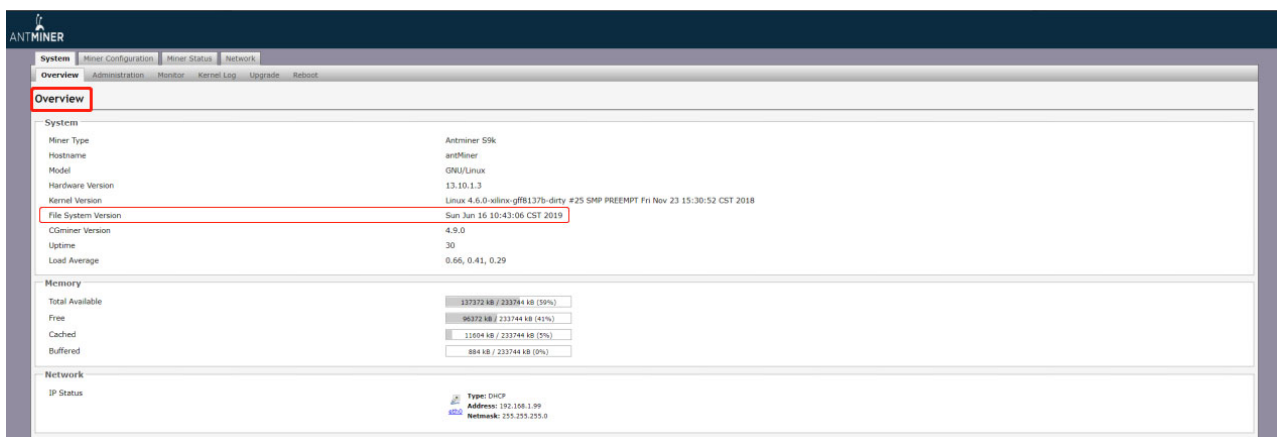 ANTMINER
System Miner Configuration Miner Status Network
Overview Administration Monitor Kernel Log Upgrade Reboot
Overview
System
Miner Type Antminer S9k
Hostname antMiner
Model GNU/Linux
Hardware Version 13.10.1.3
Kernel Version Linux 4.6.0-xilinx-gff8137b-dirty #25 SMP PREEMPT Fri Nov 23 15:30:52 CST 2018
File System Version Sun Jun 16 10:43:06 CST 2019
CGminer Version 4.9.0
Uptime 30
Load Average 0.66, 0.41, 0.29
Memory
Total Available 137372 kB / 233744 kB (59%)
Free 96372 kB / 233744 kB (41%)
Cached 11604 kB / 233744 kB (5%)
Buffered 884 kB / 233744 kB (0%)
Network
IP Status Type: DHCP
Address: 192.168.1.99
Netmask: 255.255.255.0